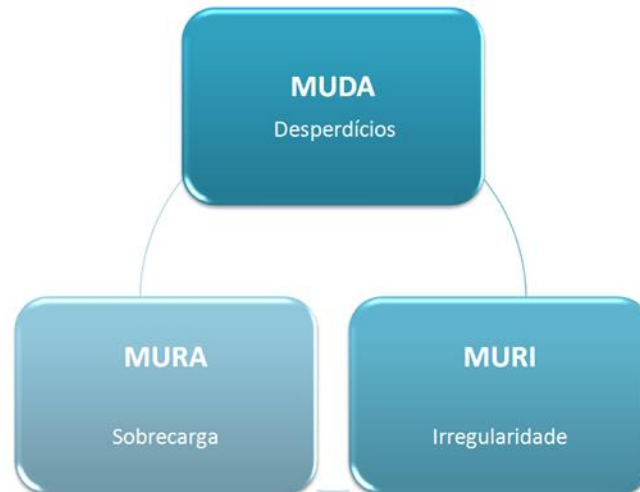 MUDA
Desperdícios
MURA
Sobrecarga
MURI
Irregularidade